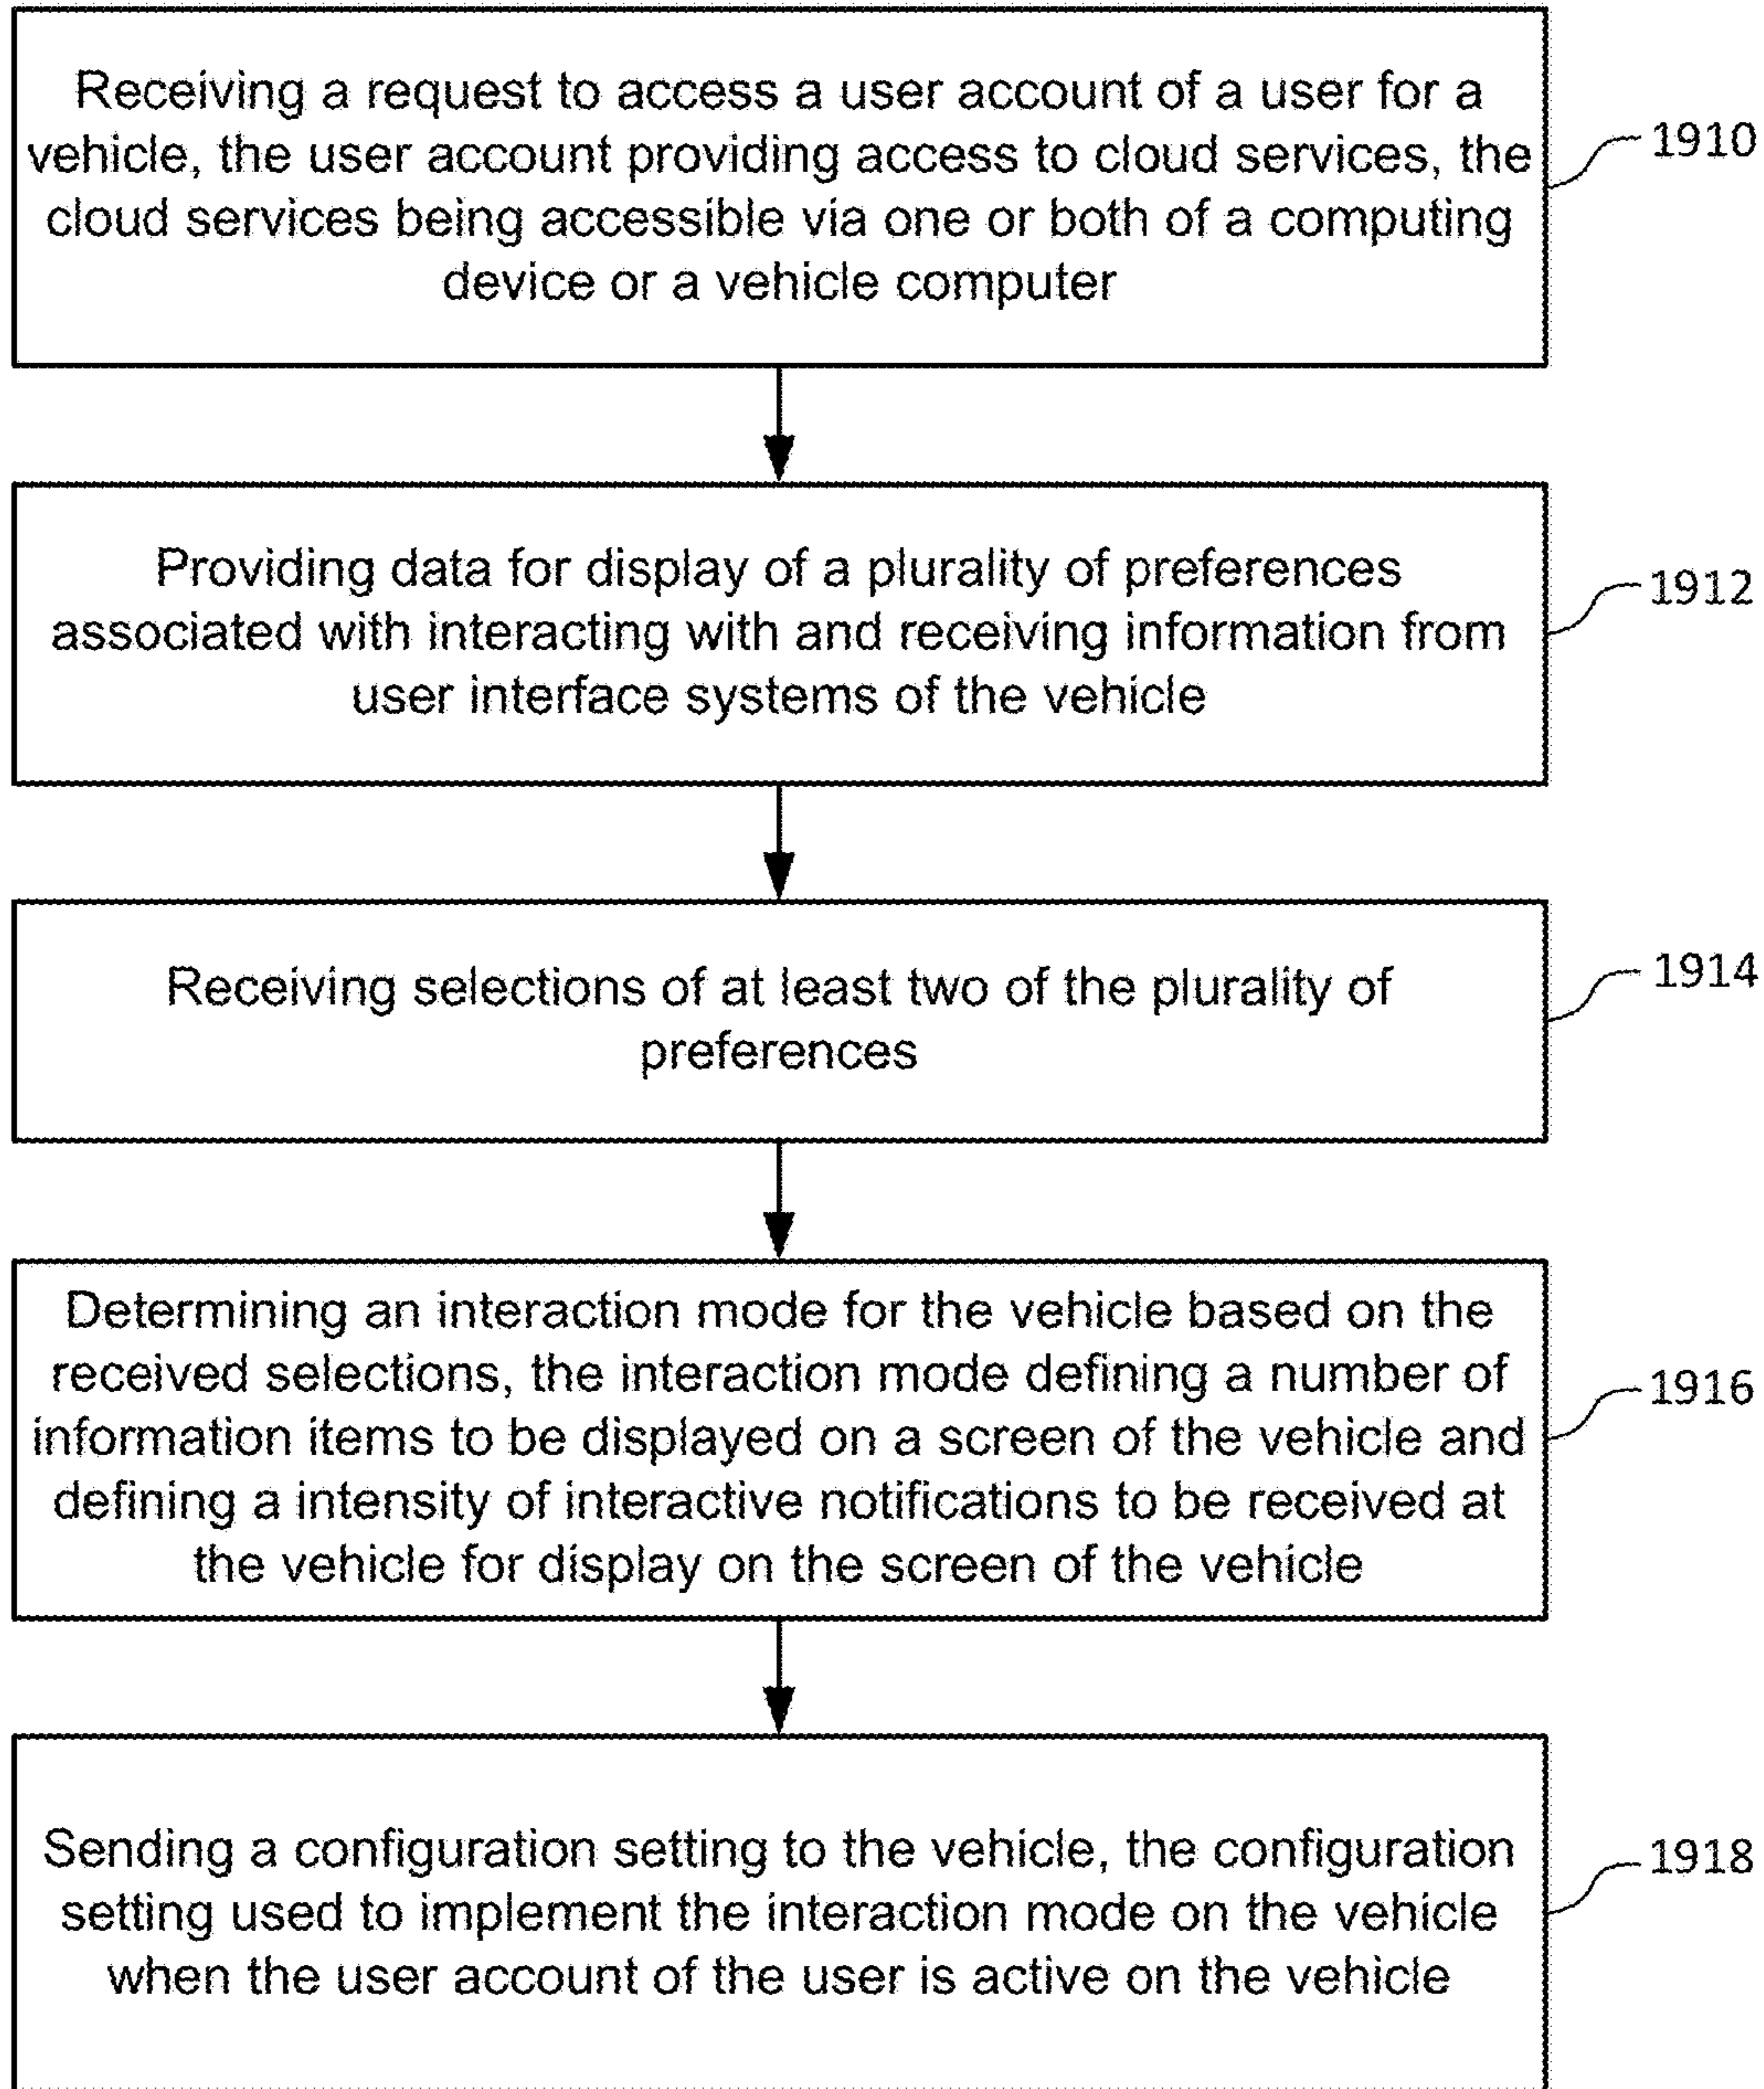 Receiving a request to access a user account of a user for a
vehicle, the user account providing access to cloud services, the
cloud services being accessible via one or both of a computing
device or a vehicle computer
1910
Providing data for display of a plurality of preferences
associated with interacting with and receiving information from
user interface systems of the vehicle
1912
Receiving selections of at least two of the plurality of
preferences
1914
Determining an interaction mode for the vehicle based on the
received selections, the interaction mode defining a number of
information items to be displayed on a screen of the vehicle and
defining a intensity of interactive notifications to be received at
the vehicle for display on the screen of the vehicle
1916
Sending a configuration setting to the vehicle, the configuration
setting used to implement the interaction mode on the vehicle
when the user account of the user is active on the vehicle
1918